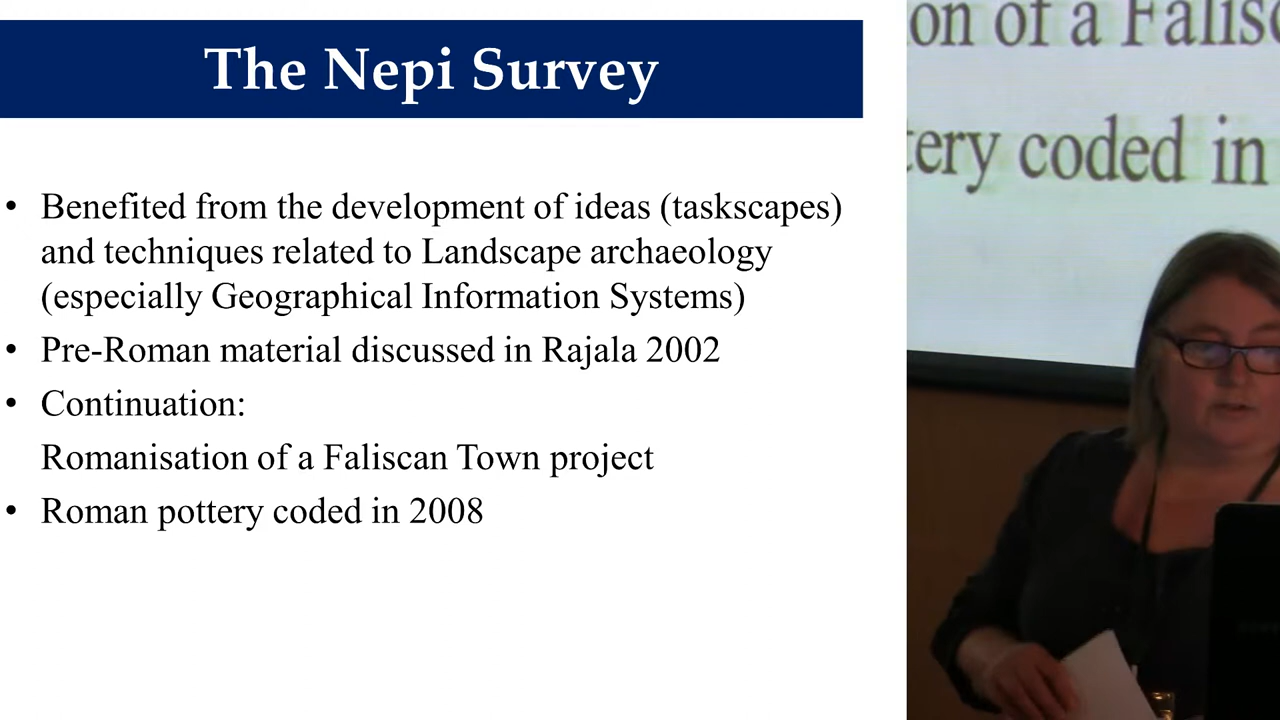 The Nepi Survey
• Benefited from the development of ideas (taskscapes)
and techniques related to Landscape archaeology
(especially Geographical Information Systems)
• Pre-Roman material discussed in Rajala 2002
• Continuation:
Romanisation of a Faliscan Town project
• Roman pottery coded in 2008
on of a Falisc
tery coded in